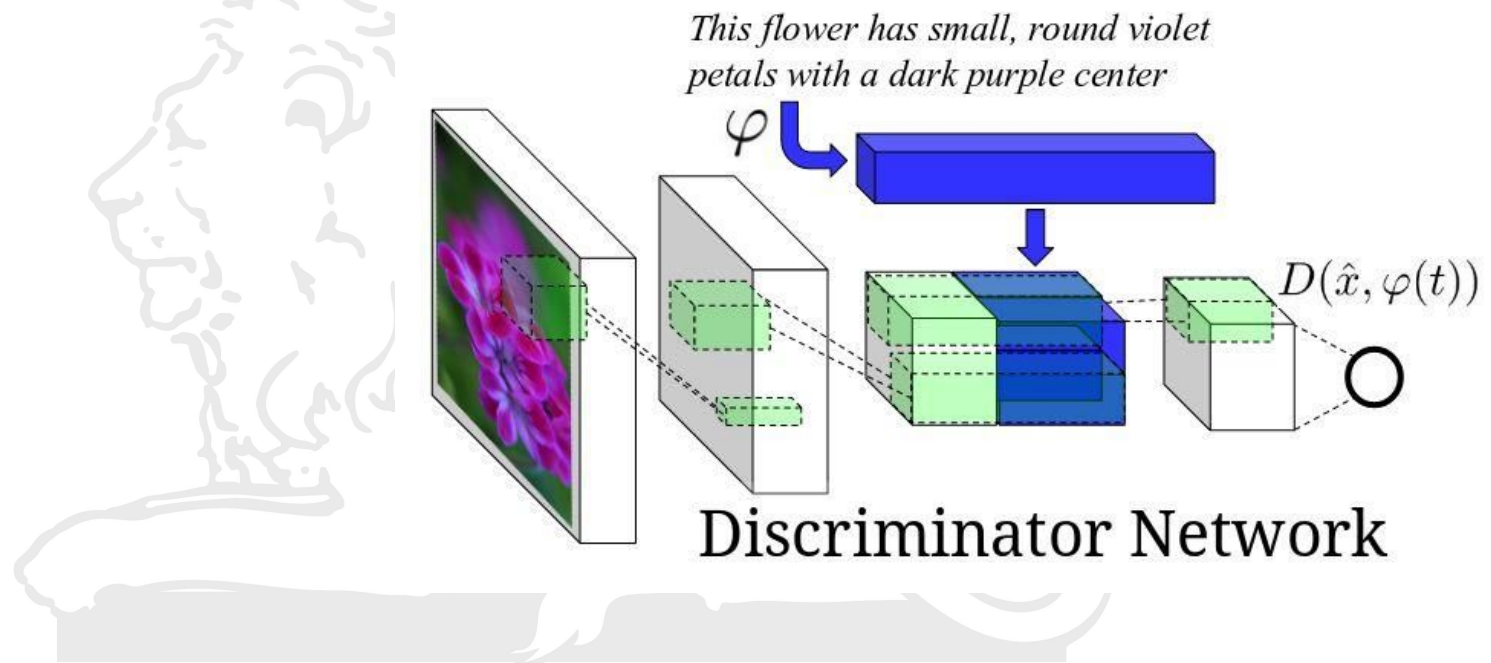 This flower has small, round violet
petals with a dark purple center
φ
D(x̂, φ(t))
Discriminator Network